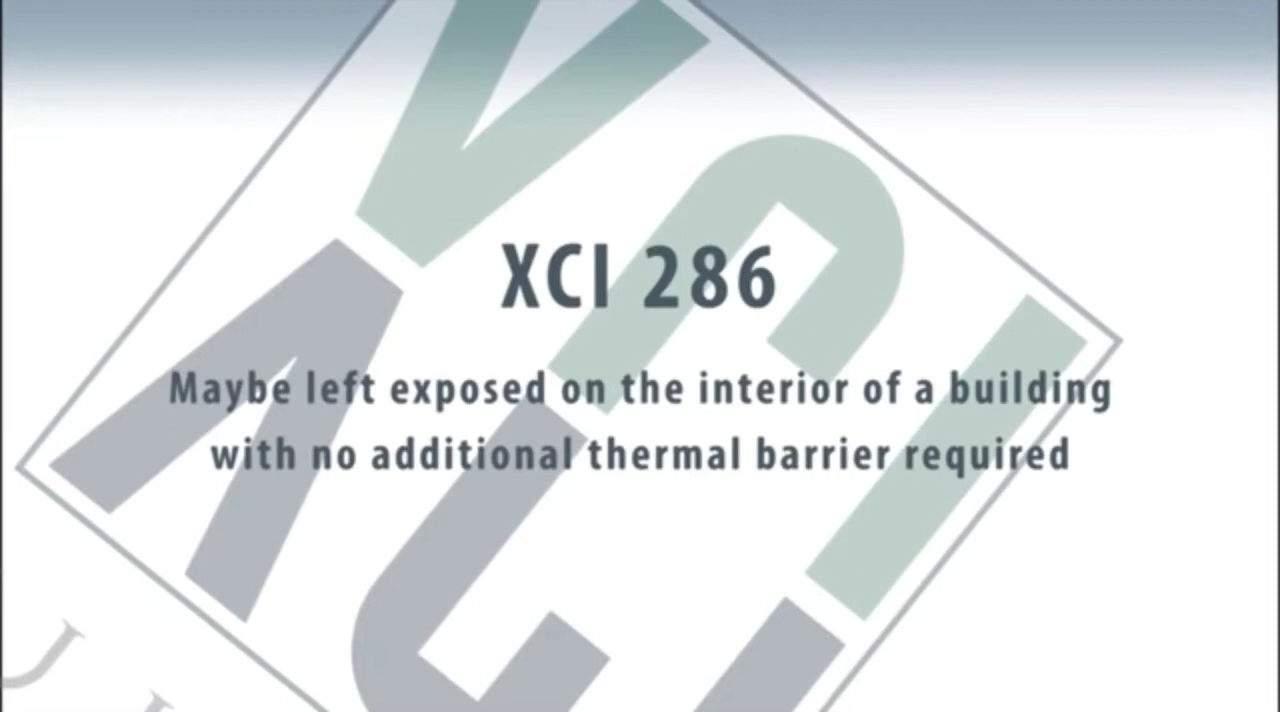 XCI 286
Maybe left exposed on the interior of a building
with no additional thermal barrier required